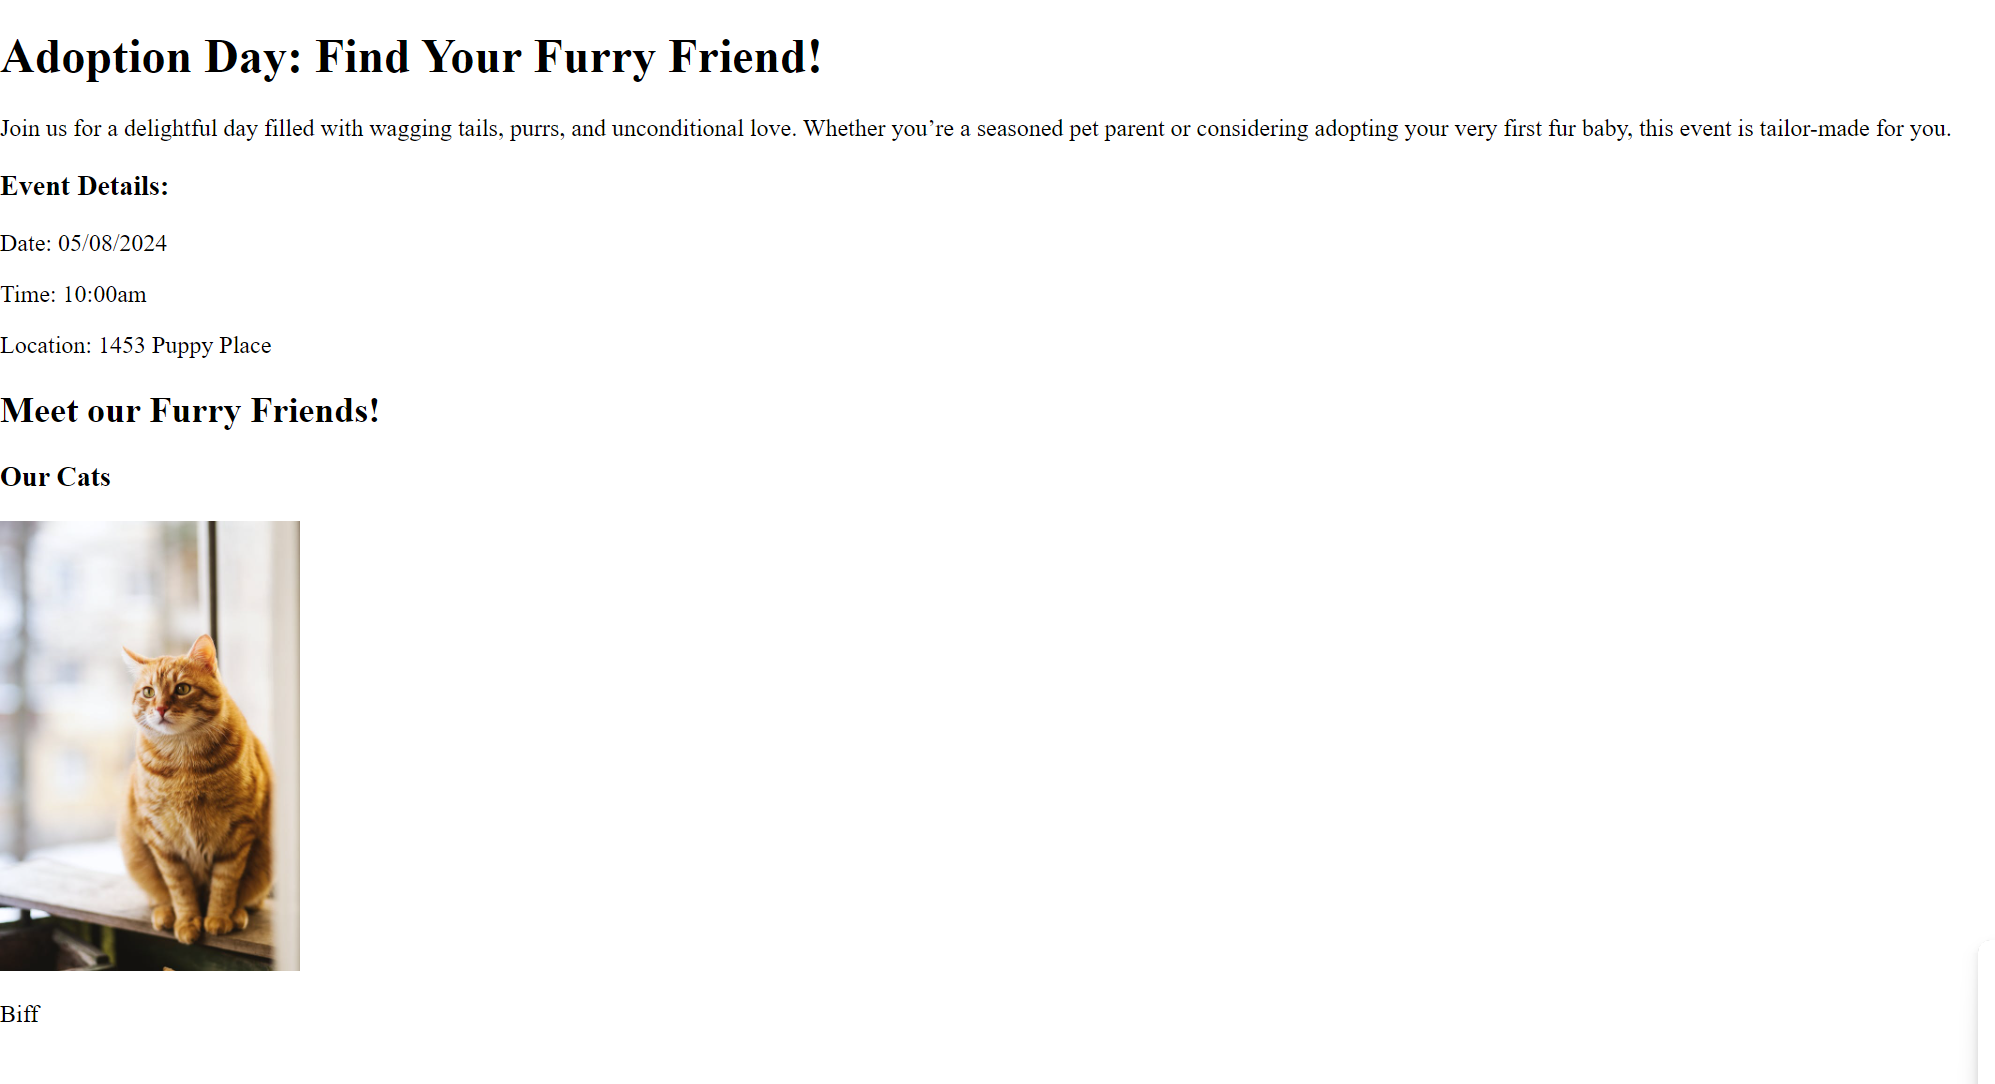 Adoption Day: Find Your Furry Friend!
Join us for a delightful day filled with wagging tails, purrs, and unconditional love. Whether you’re a seasoned pet parent or considering adopting your very first fur baby, this event is tailor-made for you.
Event Details:
Date: 05/08/2024
Time: 10:00am
Location: 1453 Puppy Place
Meet our Furry Friends!
Our Cats
Biff